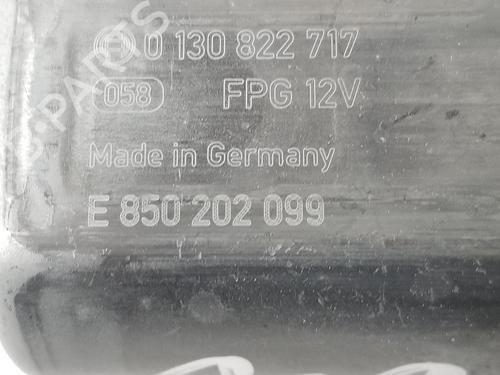 0 130 822 717
058 FPG 12V
Made in Germany
E 850 202 099